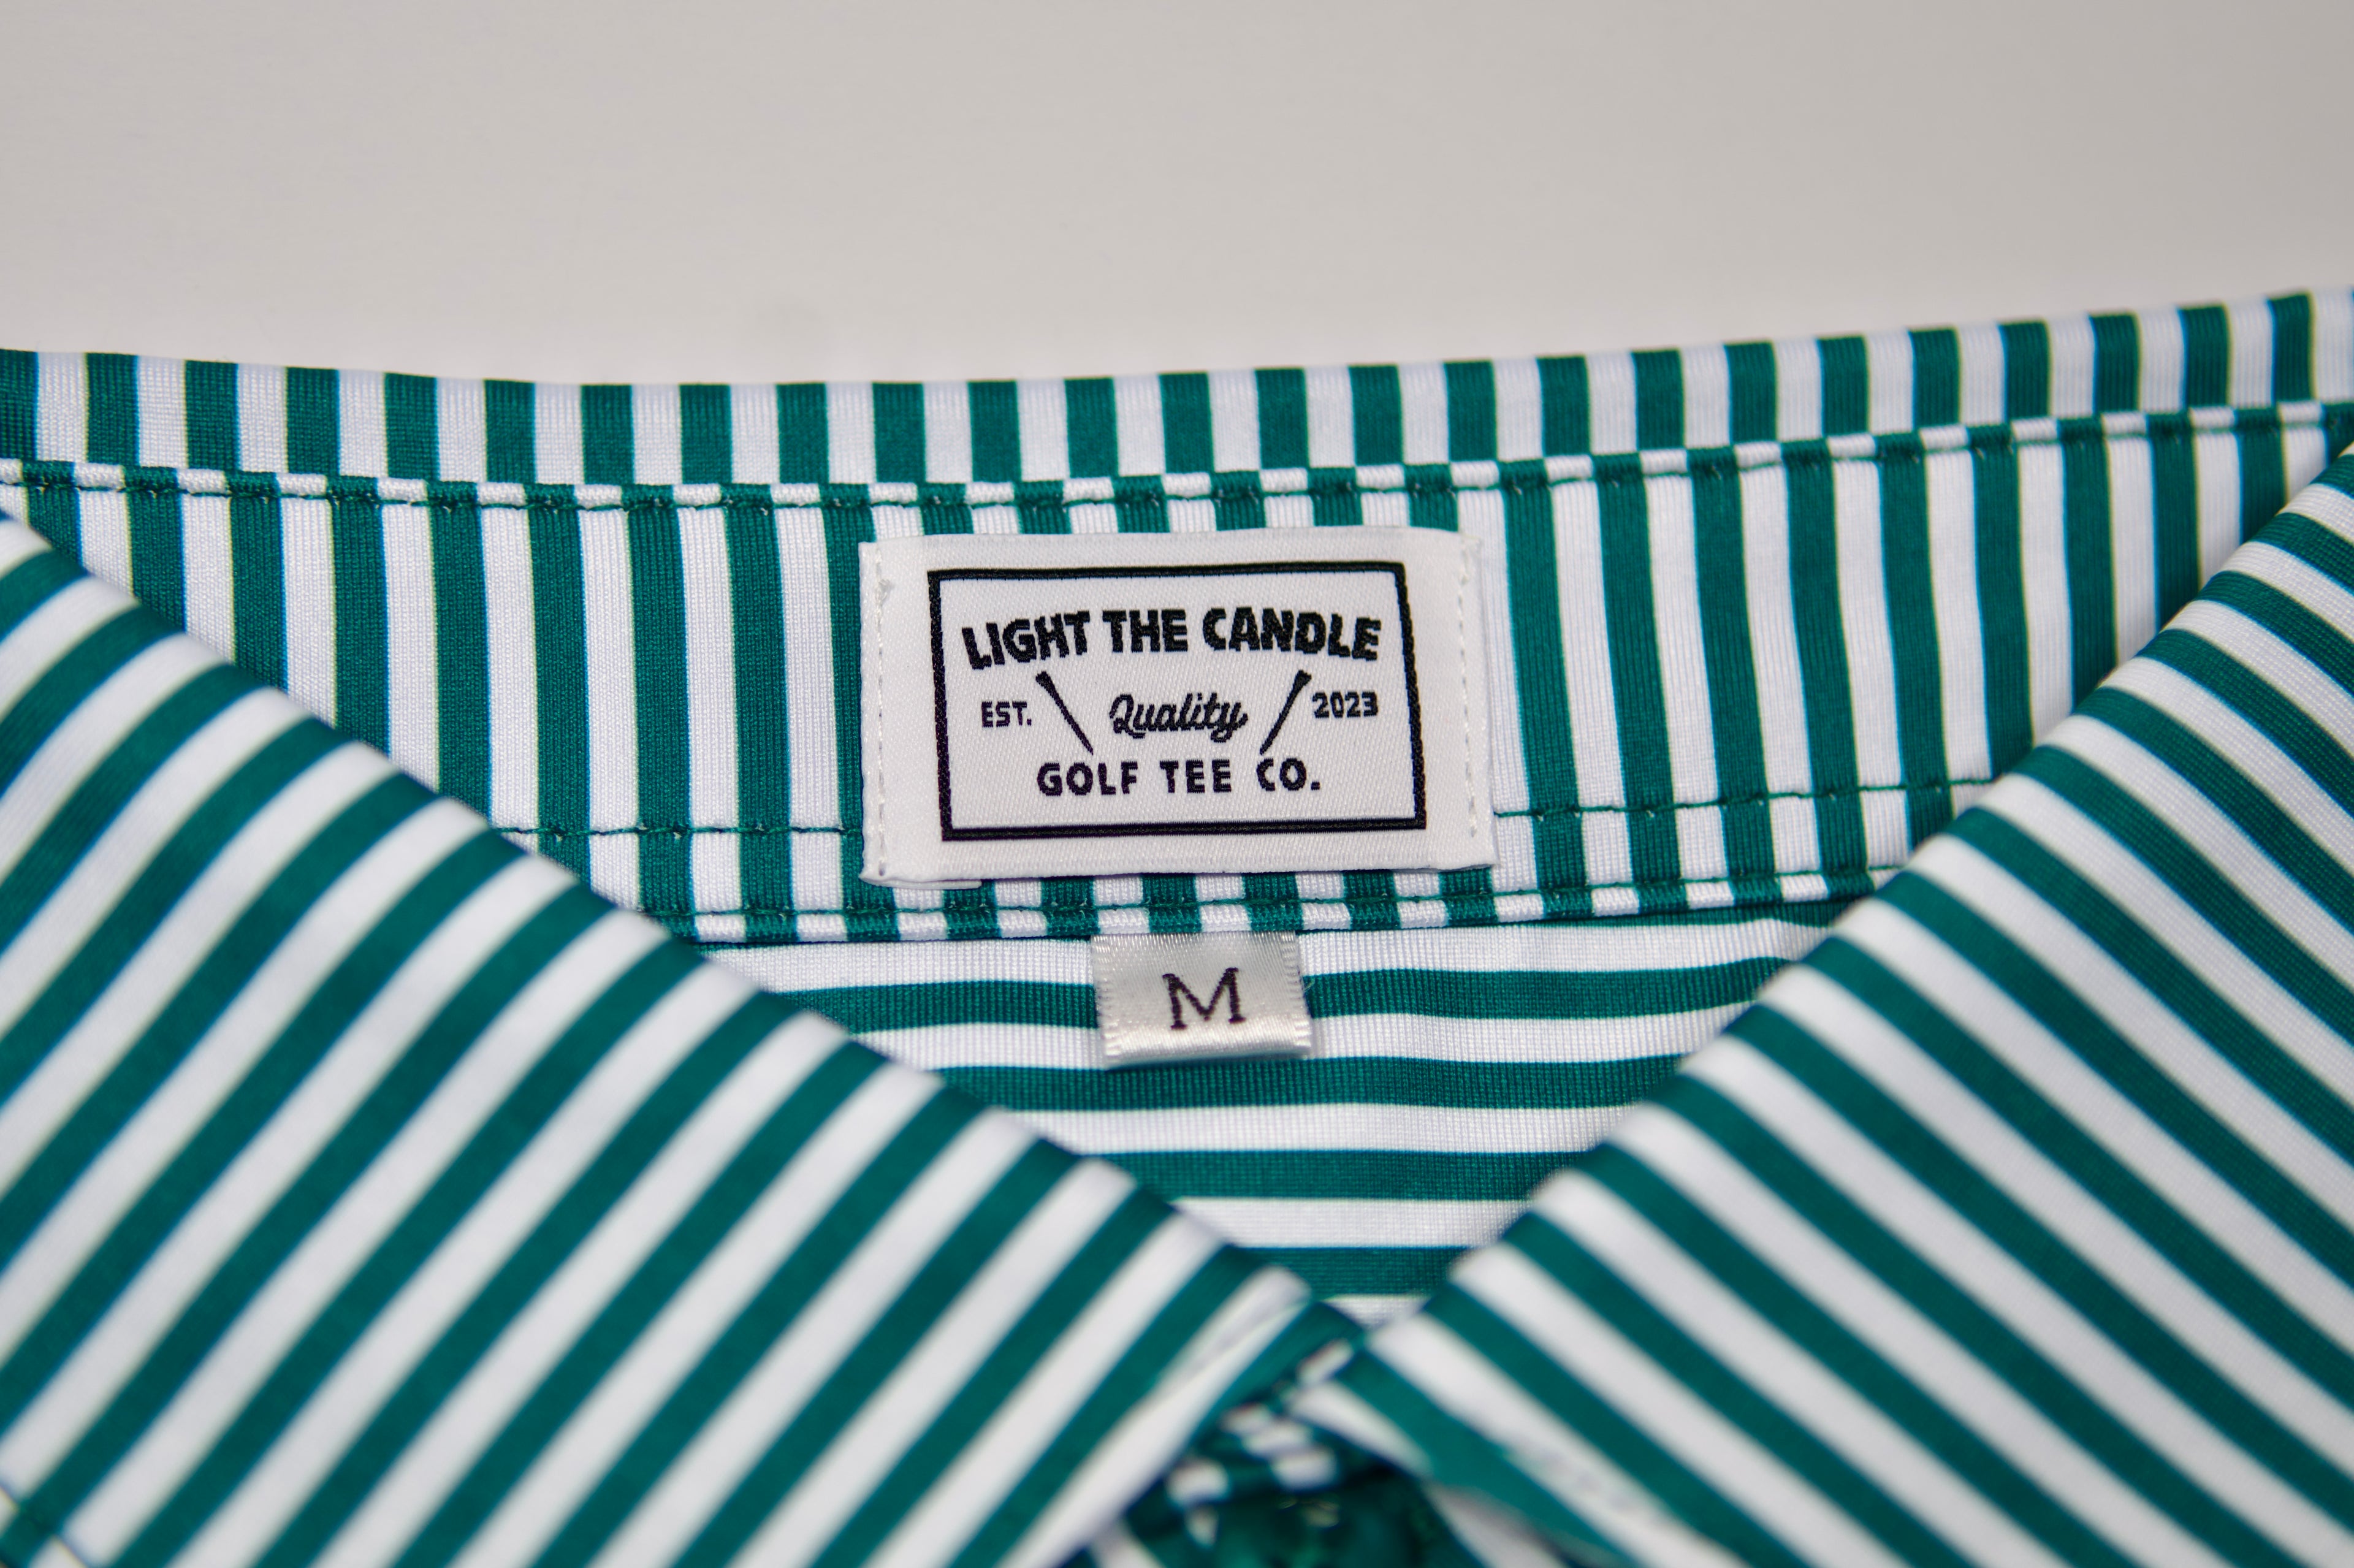 LIGHT THE CANDLE
EST. Quality 2023
GOLF TEE CO.
M